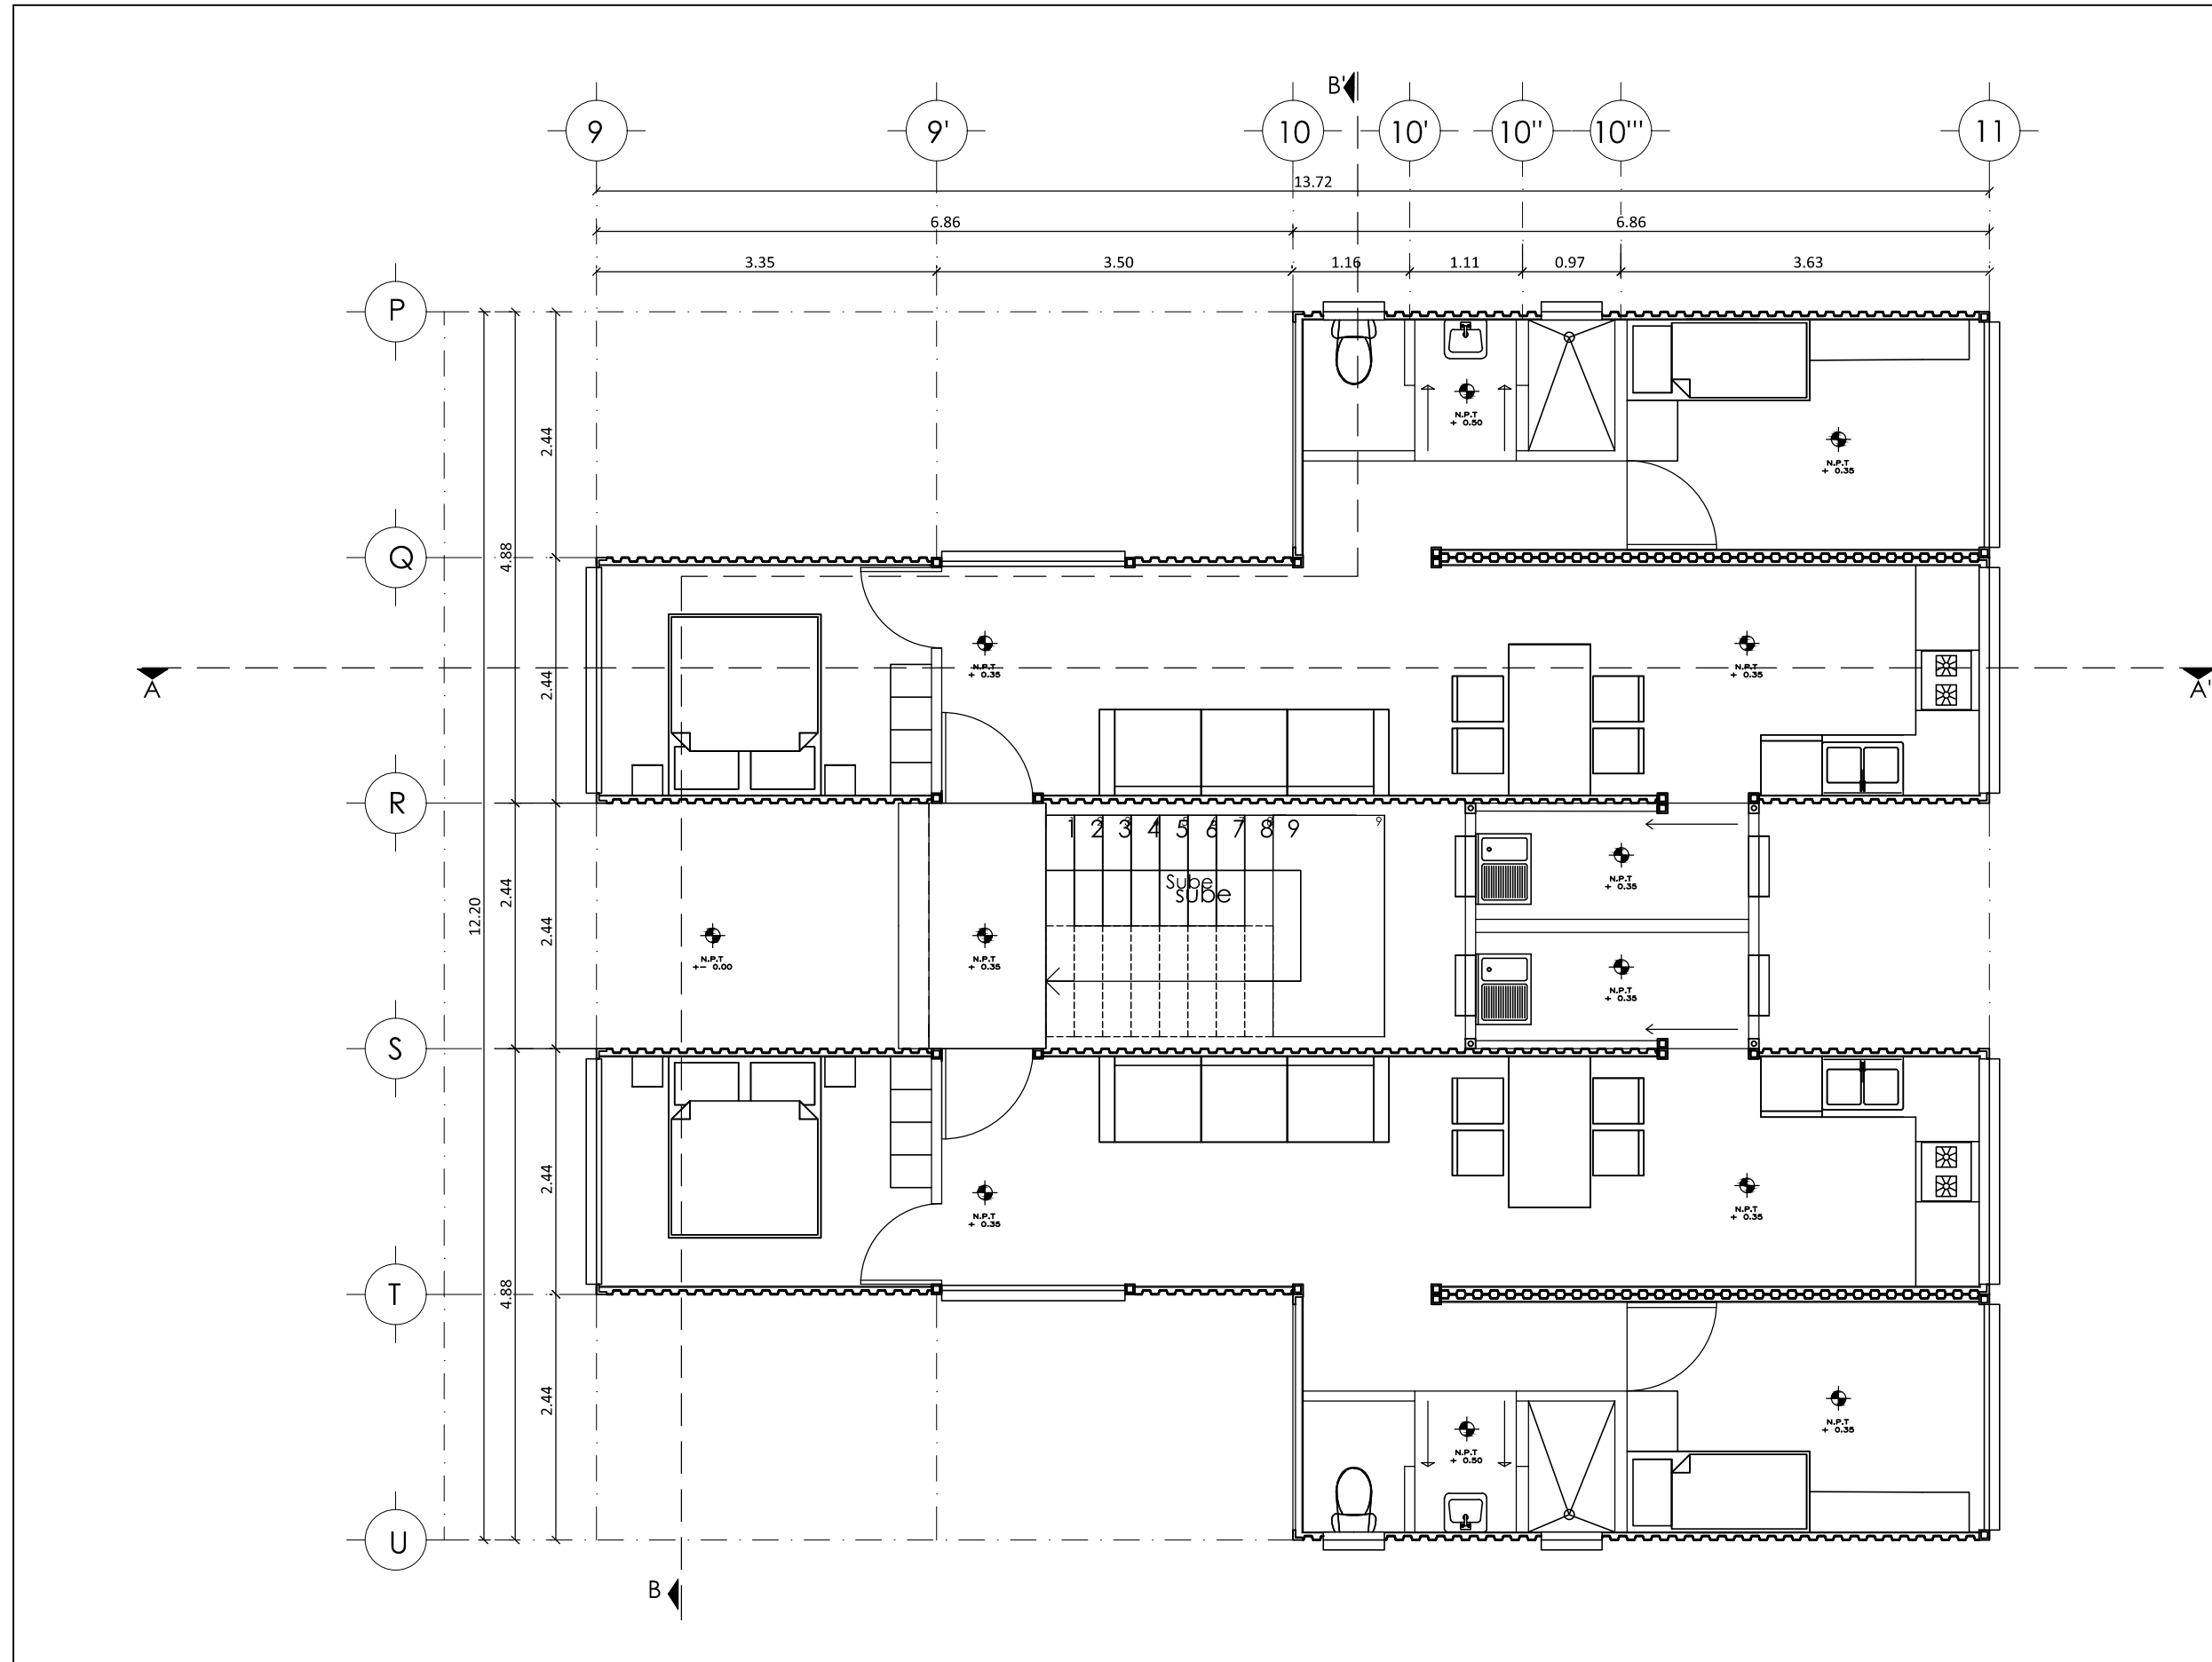 B'
9 9' 10 10' 10'' 10''' 11
13.72
6.86 6.86
3.35 3.50 1.16 1.11 0.97 3.63
P
Q
R
S
T
U
2.44
2.44
2.44
2.44
2.44
4.88
2.44
4.88
12.20
N.P.T
+ 0.50
N.P.T
+ 0.35
A
A'
N.P.T
+ 0.35
N.P.T
+ 0.35
1 2 3 4 5 6 7 8 9
9
Sube
sube
N.P.T
+ 0.35
N.P.T
+- 0.00
N.P.T
+ 0.35
N.P.T
+ 0.35
N.P.T
+ 0.35
N.P.T
+ 0.35
N.P.T
+ 0.50
N.P.T
+ 0.35
B